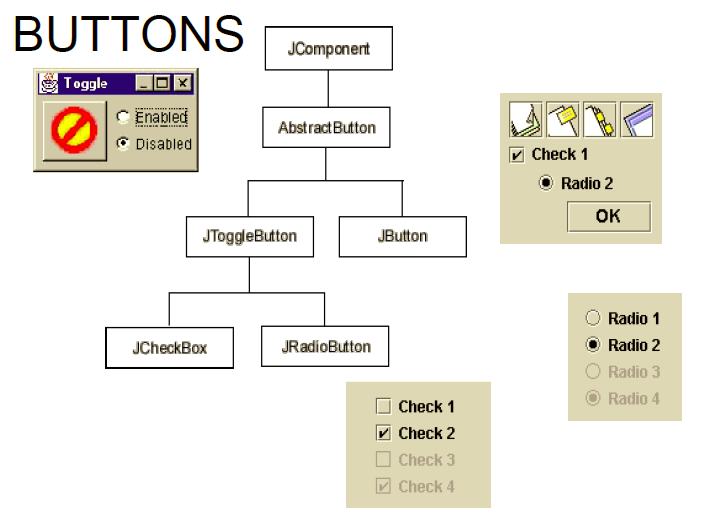 BUTTONS
JComponent
Toggle
Enabled
Disabled
AbstractButton
Check 1
Radio 2
OK
JToggleButton
JButton
JCheckBox
JRadioButton
Radio 1
Radio 2
Radio 3
Radio 4
Check 1
Check 2
Check 3
Check 4